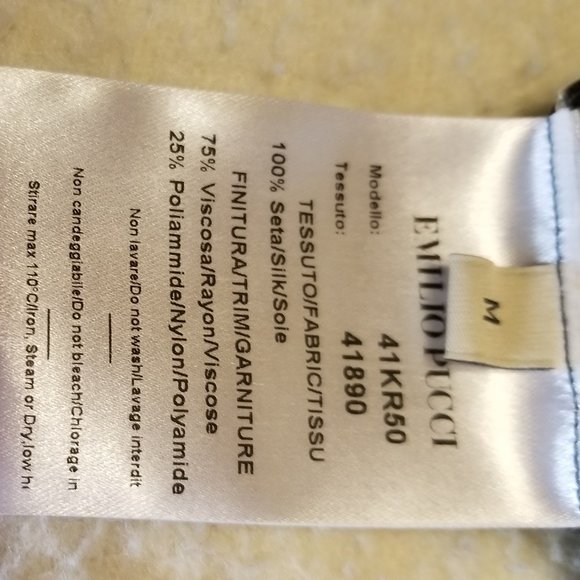 M
EMILIO PUCCI
Modello: 41KR50
Tessuto: 41890
TESSUTO/FABRIC/TISSU
100% Seta/Silk/Soie
FINITURA/TRIM/GARNITURE
75% Viscosa/Rayon/Viscose
25% Poliammide/Nylon/Polyamide
Non lavare/Do not wash/Lavage interdit
Non candeggiabile/Do not bleach/Chlorage in
Stirare max 110°C/Iron, Steam or Dry,low h